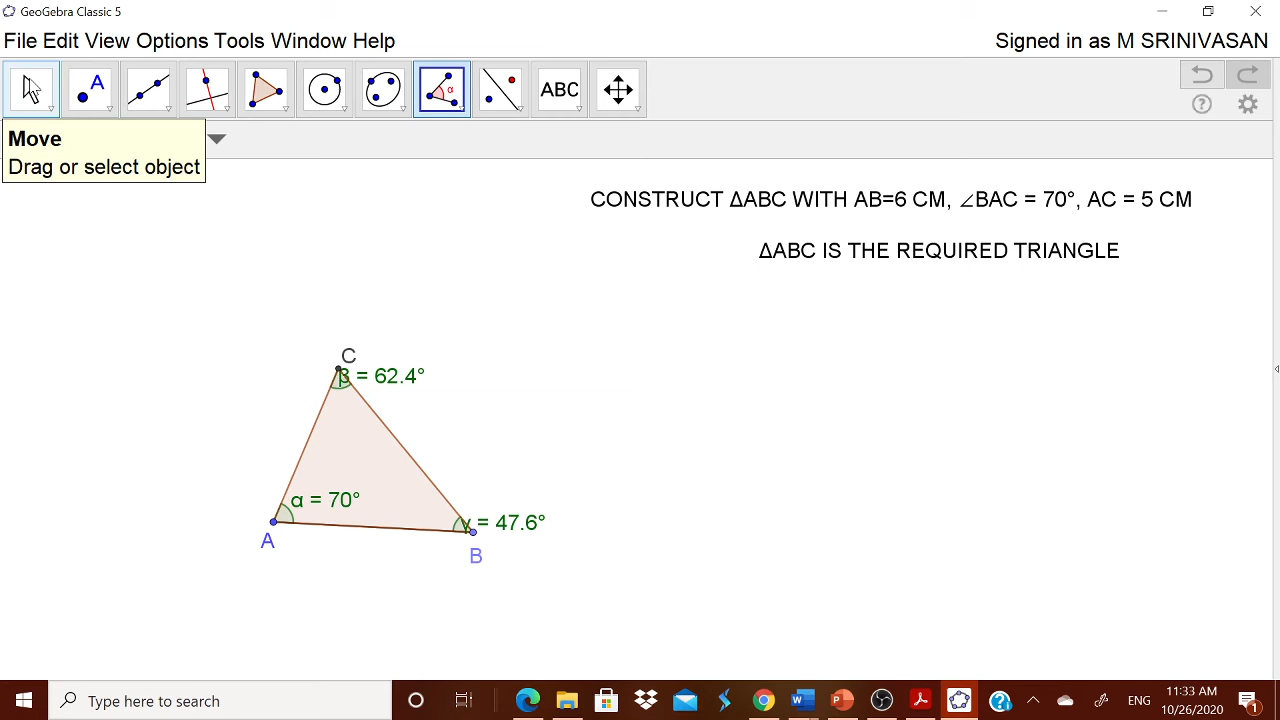 GeoGebra Classic 5
File Edit View Options Tools Window Help
Signed in as M SRINIVASAN
A
α
ABC
Move
Drag or select object
CONSTRUCT ΔABC WITH AB=6 CM, ∠BAC = 70°, AC = 5 CM
ΔABC IS THE REQUIRED TRIANGLE
C
β = 62.4°
α = 70°
γ = 47.6°
A
B
Type here to search
ENG
11:33 AM
10/26/2020
1